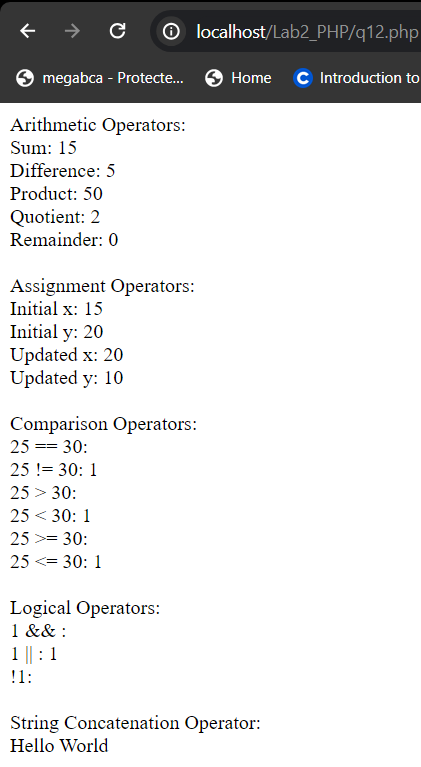 localhost/Lab2_PHP/q12.php
megabca - Protecte... Home Introduction to
Arithmetic Operators:
Sum: 15
Difference: 5
Product: 50
Quotient: 2
Remainder: 0
Assignment Operators:
Initial x: 15
Initial y: 20
Updated x: 20
Updated y: 10
Comparison Operators:
25 == 30:
25 != 30: 1
25 > 30:
25 < 30: 1
25 >= 30:
25 <= 30: 1
Logical Operators:
1 && :
1 || : 1
!1:
String Concatenation Operator:
Hello World